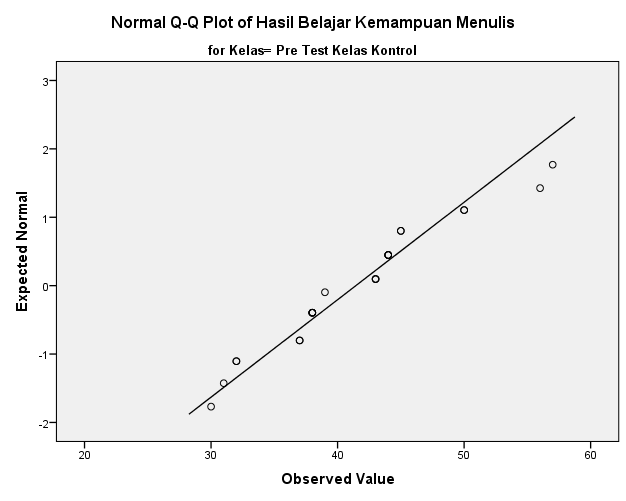 Normal Q-Q Plot of Hasil Belajar Kemampuan Menulis
for Kelas= Pre Test Kelas Kontrol
Expected Normal
3
2
1
0
-1
-2
20 30 40 50 60
Observed Value